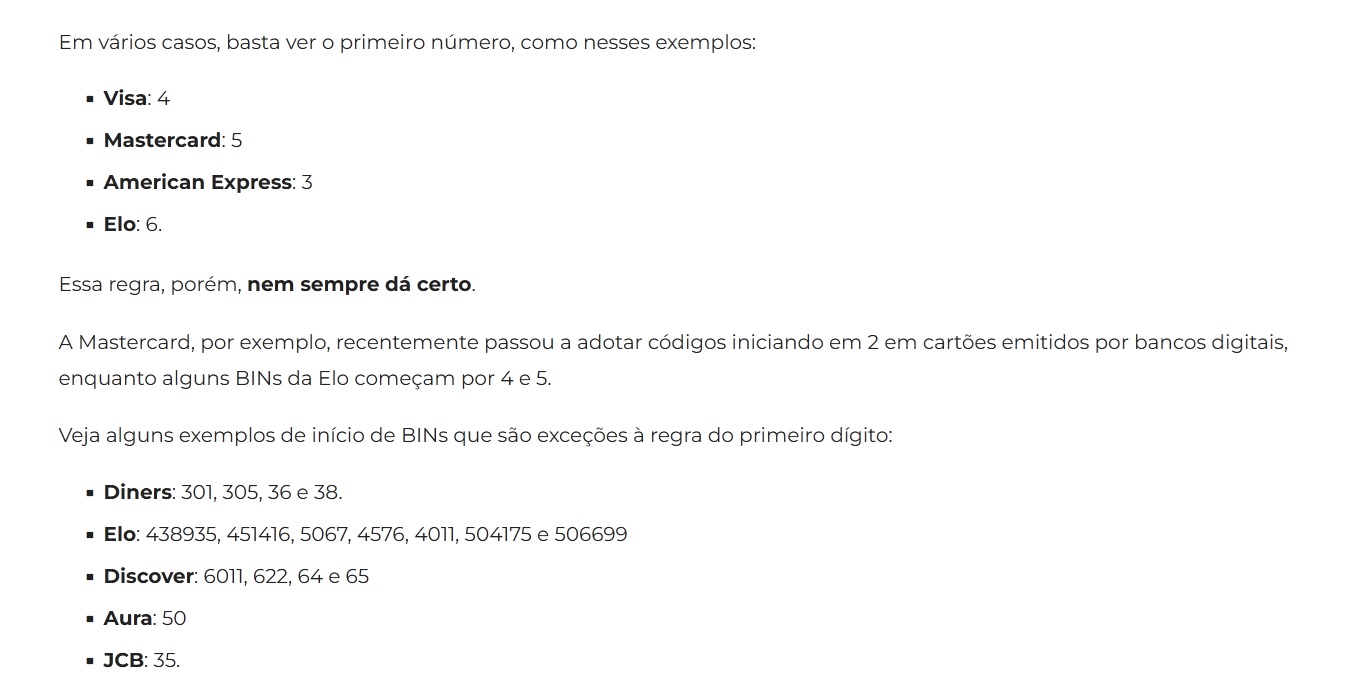 Em vários casos, basta ver o primeiro número, como nesses exemplos:
▪ Visa: 4
▪ Mastercard: 5
▪ American Express: 3
▪ Elo: 6.
Essa regra, porém, nem sempre dá certo.
A Mastercard, por exemplo, recentemente passou a adotar códigos iniciando em 2 em cartões emitidos por bancos digitais,
enquanto alguns BINs da Elo começam por 4 e 5.
Veja alguns exemplos de início de BINs que são exceções à regra do primeiro dígito:
▪ Diners: 301, 305, 36 e 38.
▪ Elo: 438935, 451416, 5067, 4576, 4011, 504175 e 506699
▪ Discover: 6011, 622, 64 e 65
▪ Aura: 50
▪ JCB: 35.